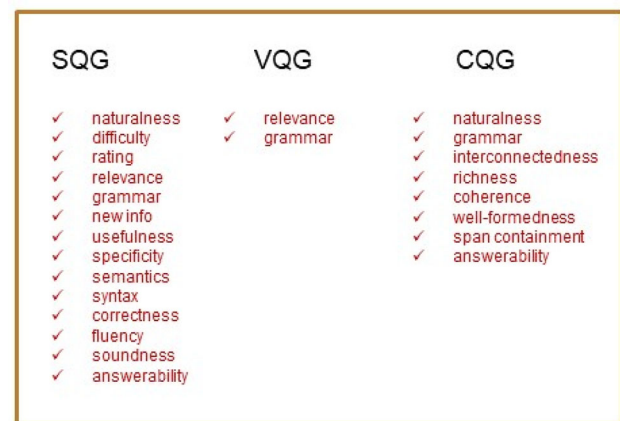 SQG
✓ naturalness
✓ difficulty
✓ rating
✓ relevance
✓ grammar
✓ new info
✓ usefulness
✓ specificity
✓ semantics
✓ syntax
✓ correctness
✓ fluency
✓ soundness
✓ answerability
VQG
✓ relevance
✓ grammar
CQG
✓ naturalness
✓ grammar
✓ interconnectedness
✓ richness
✓ coherence
✓ well-formedness
✓ span containment
✓ answerability